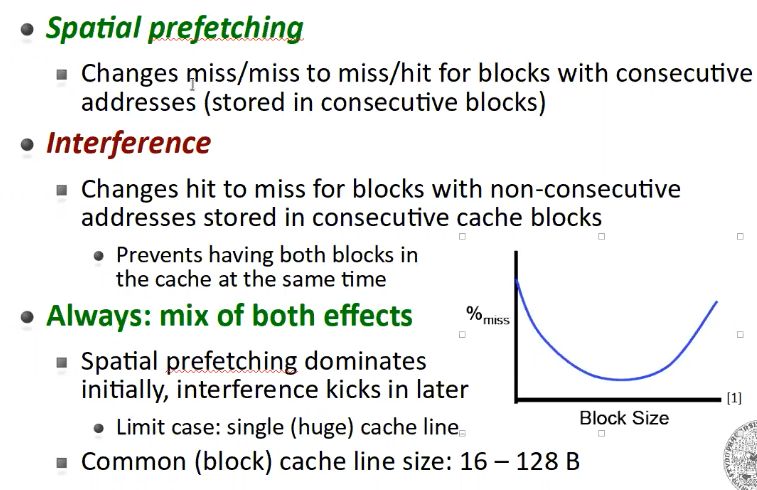 Spatial prefetching
Changes miss/miss to miss/hit for blocks with consecutive
addresses (stored in consecutive blocks)
Interference
Changes hit to miss for blocks with non-consecutive
addresses stored in consecutive cache blocks
Prevents having both blocks in
the cache at the same time
Always: mix of both effects
Spatial prefetching dominates
initially, interference kicks in later
Limit case: single (huge) cache line
Common (block) cache line size: 16 – 128 B
%miss
[1]
Block Size